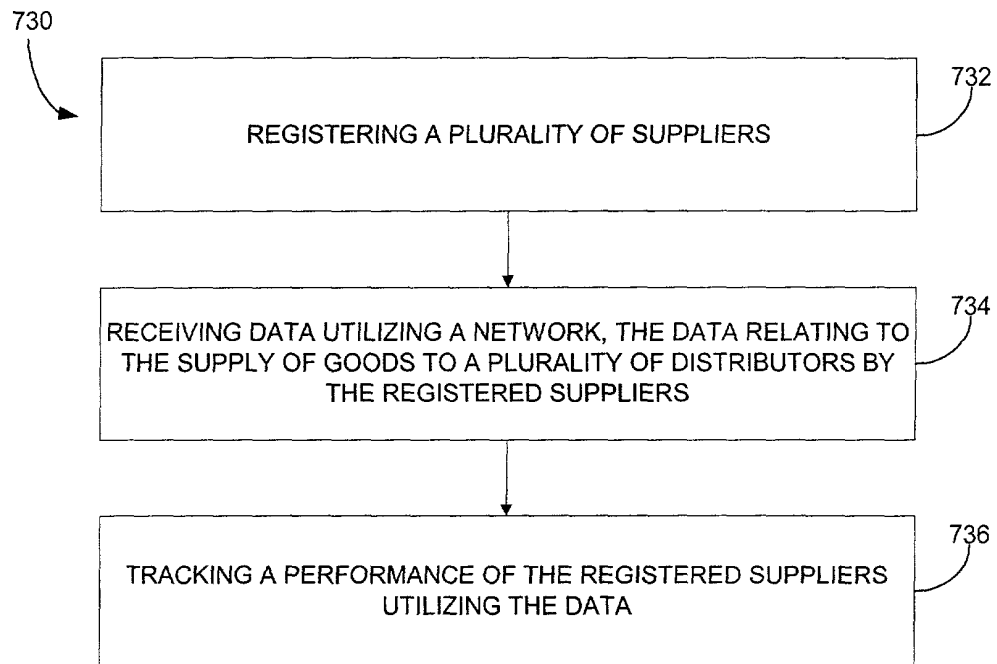 730
732
REGISTERING A PLURALITY OF SUPPLIERS
734
RECEIVING DATA UTILIZING A NETWORK, THE DATA RELATING TO
THE SUPPLY OF GOODS TO A PLURALITY OF DISTRIBUTORS BY
THE REGISTERED SUPPLIERS
736
TRACKING A PERFORMANCE OF THE REGISTERED SUPPLIERS
UTILIZING THE DATA